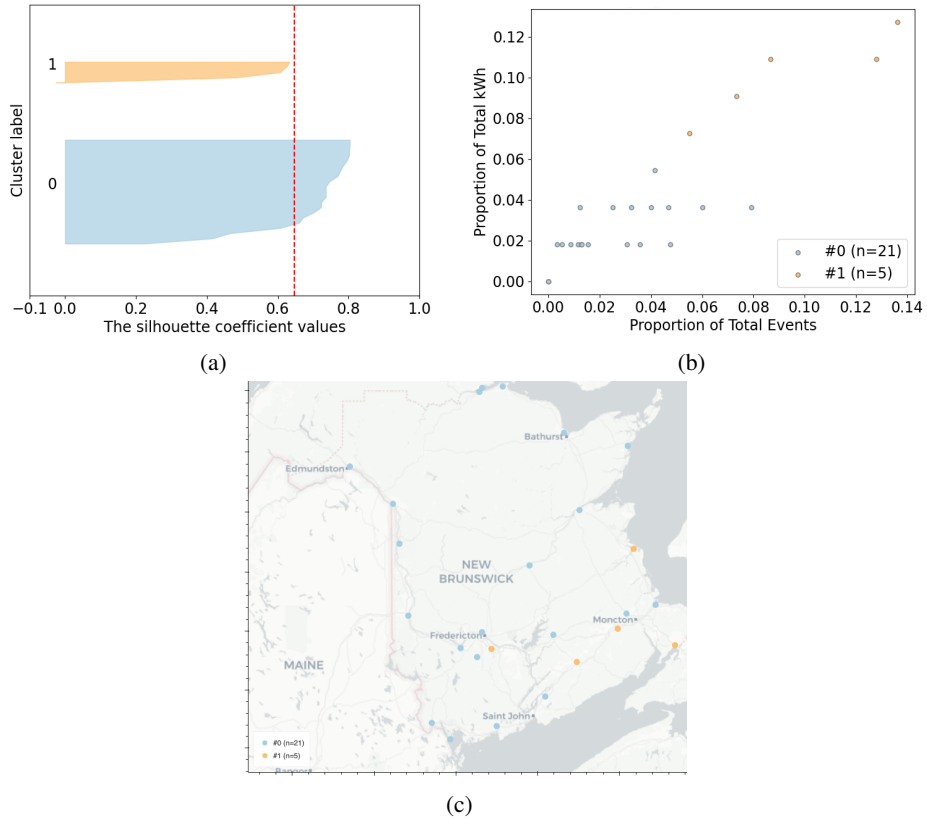 1
0
Cluster label
−0.1 0.0 0.2 0.4 0.6 0.8 1.0
The silhouette coefficient values
(a)
0.12
0.10
0.08
0.06
0.04
0.02
0.00
Proportion of Total kWh
#0 (n=21)
#1 (n=5)
0.00 0.02 0.04 0.06 0.08 0.10 0.12 0.14
Proportion of Total Events
(b)
Bathurst
Edmundston
NEW
BRUNSWICK
Moncton
Fredericton
MAINE
Saint John
#0 (n=21)
#1 (n=5)
Bangor
(c)